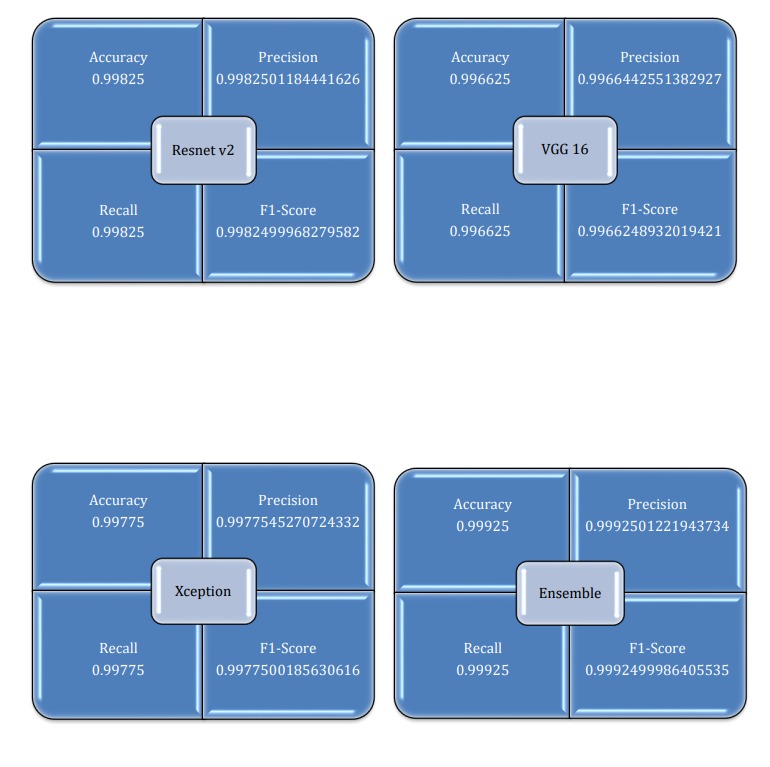 Accuracy
0.99825
Precision
0.9982501184441626
Resnet v2
Recall
0.99825
F1-Score
0.9982499968279582
Accuracy
0.996625
Precision
0.9966442551382927
VGG 16
Recall
0.996625
F1-Score
0.9966248932019421
Accuracy
0.99775
Precision
0.9977545270724332
Xception
Recall
0.99775
F1-Score
0.9977500185630616
Accuracy
0.99925
Precision
0.9992501221943734
Ensemble
Recall
0.99925
F1-Score
0.9992499986405535